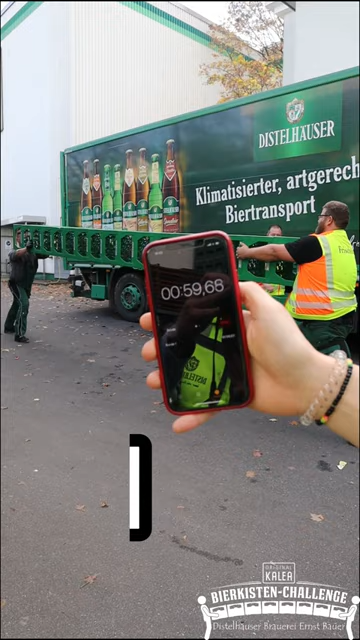 DISTELHÄUSER
Klimatisierter, artgerech
Biertransport
00:59,68
ORIGINAL
KALEA
BIERKISTEN-CHALLENGE
Distelhäuser Brauerei Ernst Bauer